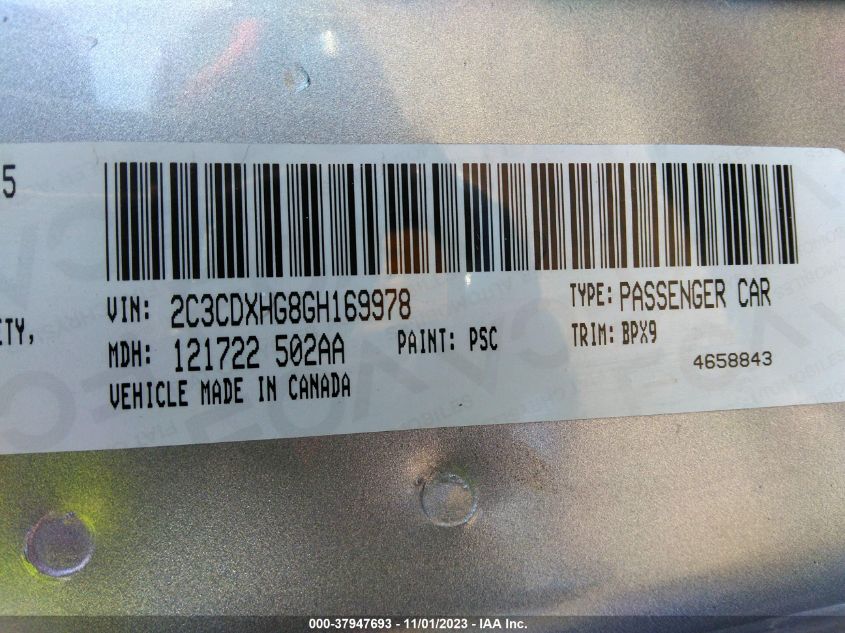 5
VIN: 2C3CDXHG8GH169978 TYPE: PASSENGER CAR
ETY,
MDH: 121722 502AA PAINT: PSC TRIM: BPX9
4658843
VEHICLE MADE IN CANADA
000-37947693 - 11/01/2023 - IAA Inc.